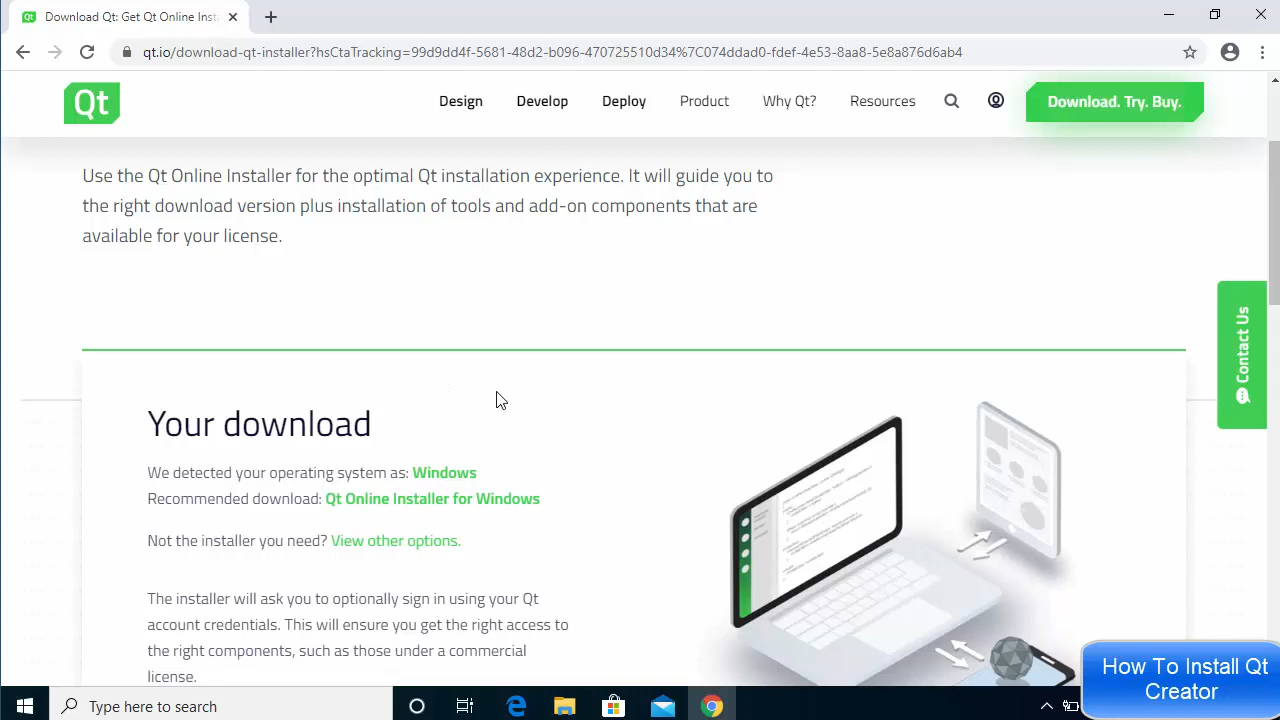 Download Qt: Get Qt Online Inst
qt.io/download-qt-installer?hsCtaTracking=99d9dd4f-5681-48d2-b096-470725510d34%7C074ddad0-fdef-4e53-8aa8-5e8a876d6ab4
Qt Design Develop Deploy Product Why Qt? Resources Download. Try. Buy.
Use the Qt Online Installer for the optimal Qt installation experience. It will guide you to
the right download version plus installation of tools and add-on components that are
available for your license.
Contact Us
Your download
We detected your operating system as: Windows
Recommended download: Qt Online Installer for Windows
Not the installer you need? View other options.
The installer will ask you to optionally sign in using your Qt
account credentials. This will ensure you get the right access to
the right components, such as those under a commercial
license.
How To Install Qt
Creator
Type here to search